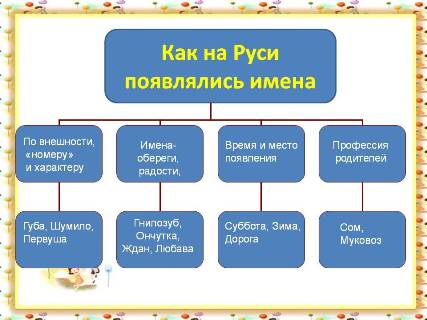 Как на Руси
появлялись имена
По внешности,
«номеру»
и характеру
Имена-
обереги,
радости,
Время и место
появления
Профессия
родителей
Губа, Шумило,
Первуша
Гнилозуб,
Ончутка,
Ждан, Любава
Суббота, Зима,
Дорога
Сом,
Муковоз